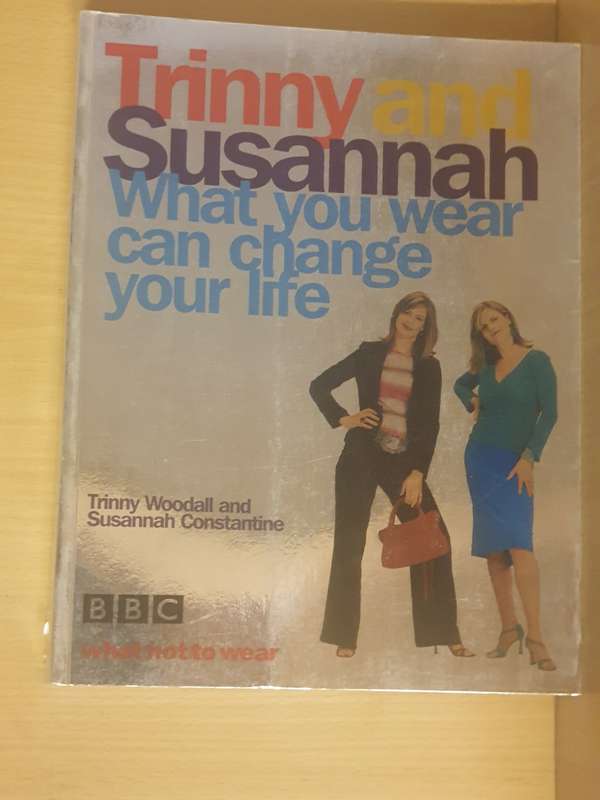 Trinny and
Susannah
What you wear
can change
your life
Trinny Woodall and
Susannah Constantine
BBC
what not to wear